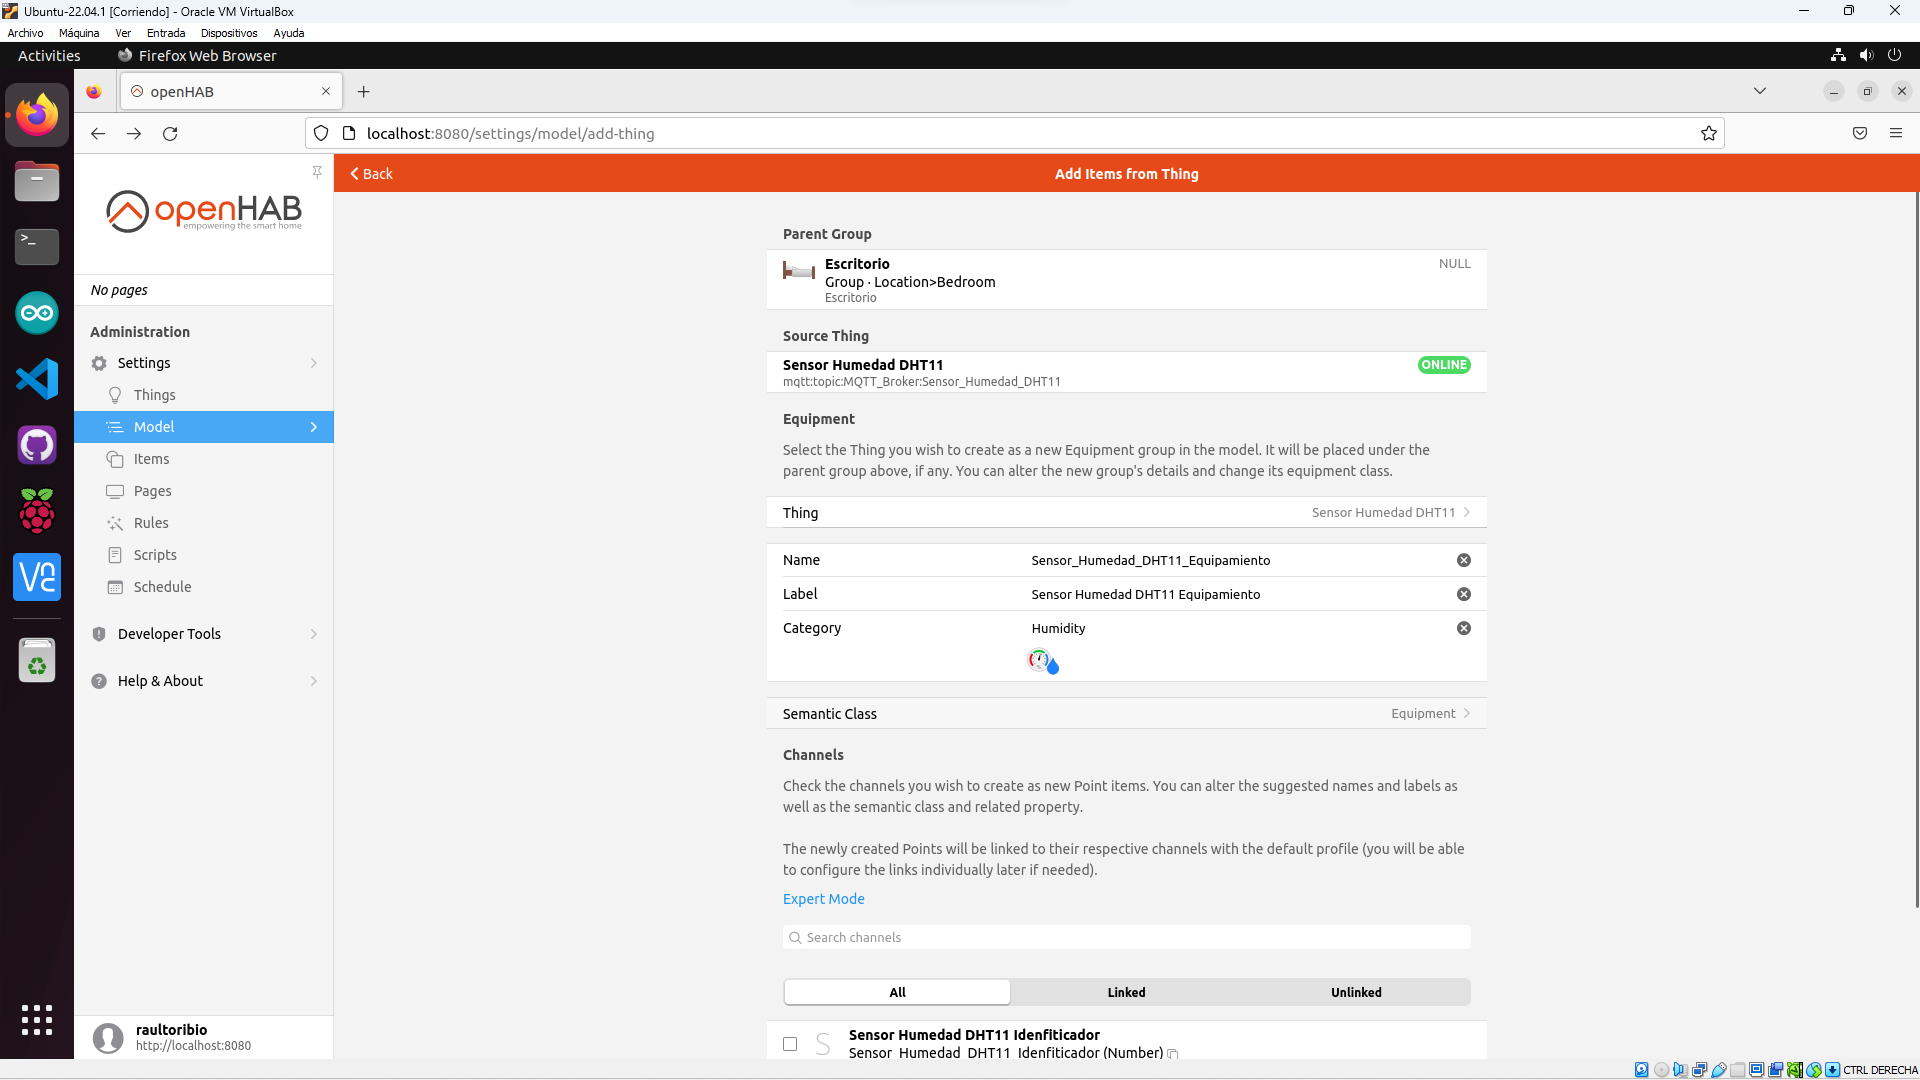 Ubuntu-22.04.1 [Corriendo] - Oracle VM VirtualBox
Archivo Máquina Ver Entrada Dispositivos Ayuda
Activities Firefox Web Browser
openHAB
localhost:8080/settings/model/add-thing
openHAB
empowering the smart home
No pages
Administration
Settings
Things
Model
Items
Pages
Rules
Scripts
Schedule
Developer Tools
Help & About
raultoribio
http://localhost:8080
Back
Add Items from Thing
Parent Group
Escritorio NULL
Group · Location>Bedroom
Escritorio
Source Thing
Sensor Humedad DHT11 ONLINE
mqtt:topic:MQTT_Broker:Sensor_Humedad_DHT11
Equipment
Select the Thing you wish to create as a new Equipment group in the model. It will be placed under the
parent group above, if any. You can alter the new group's details and change its equipment class.
Thing Sensor Humedad DHT11
Name Sensor_Humedad_DHT11_Equipamiento
Label Sensor Humedad DHT11 Equipamiento
Category Humidity
Semantic Class Equipment
Channels
Check the channels you wish to create as new Point items. You can alter the suggested names and labels as
well as the semantic class and related property.
The newly created Points will be linked to their respective channels with the default profile (you will be able
to configure the links individually later if needed).
Expert Mode
Search channels
All Linked Unlinked
S Sensor Humedad DHT11 Idenfiticador
Sensor_Humedad_DHT11_Idenfiticador (Number)
CTRL DERECHA